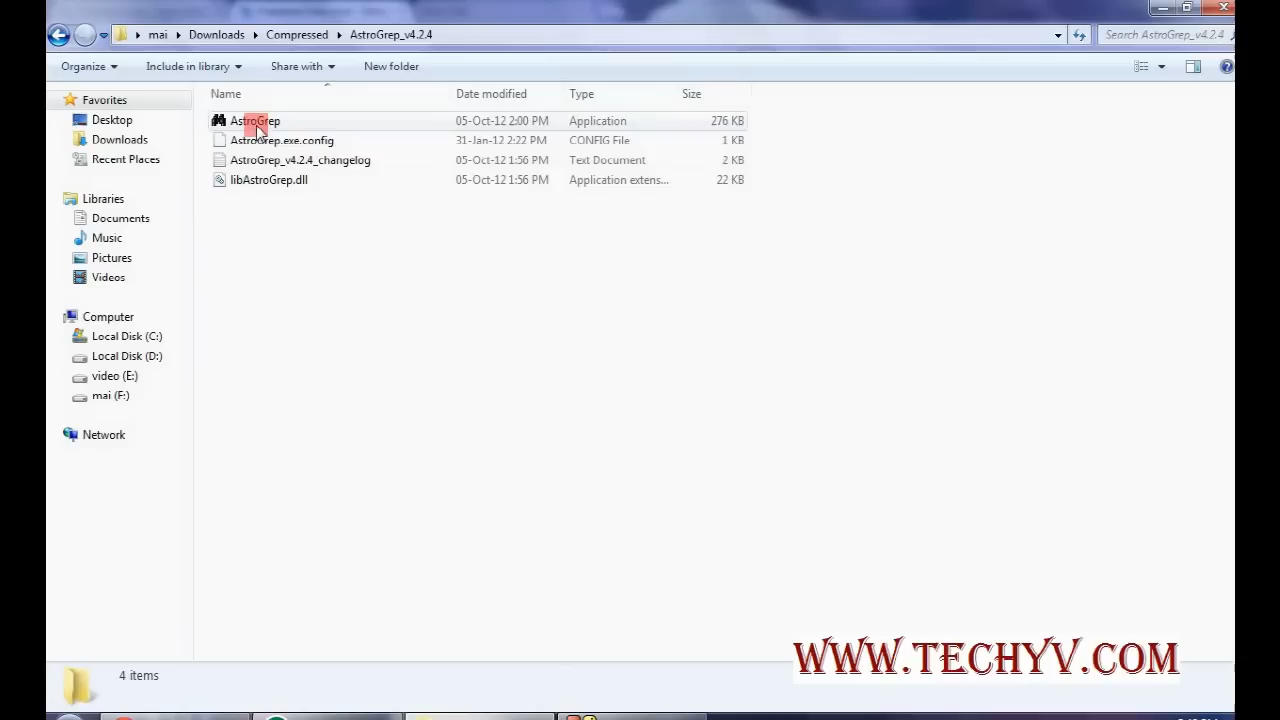 mai Downloads Compressed AstroGrep_v4.2.4 Search AstroGrep_v4.2.4
Organize Include in library Share with New folder
Favorites
Desktop
Downloads
Recent Places
Libraries
Documents
Music
Pictures
Videos
Computer
Local Disk (C:)
Local Disk (D:)
video (E:)
mai (F:)
Network
Name Date modified Type Size
AstroGrep 05-Oct-12 2:00 PM Application 276 KB
AstroGrep.exe.config 31-Jan-12 2:22 PM CONFIG File 1 KB
AstroGrep_v4.2.4_changelog 05-Oct-12 1:56 PM Text Document 2 KB
libAstroGrep.dll 05-Oct-12 1:56 PM Application extens... 22 KB
4 items
WWW.TECHYV.COM